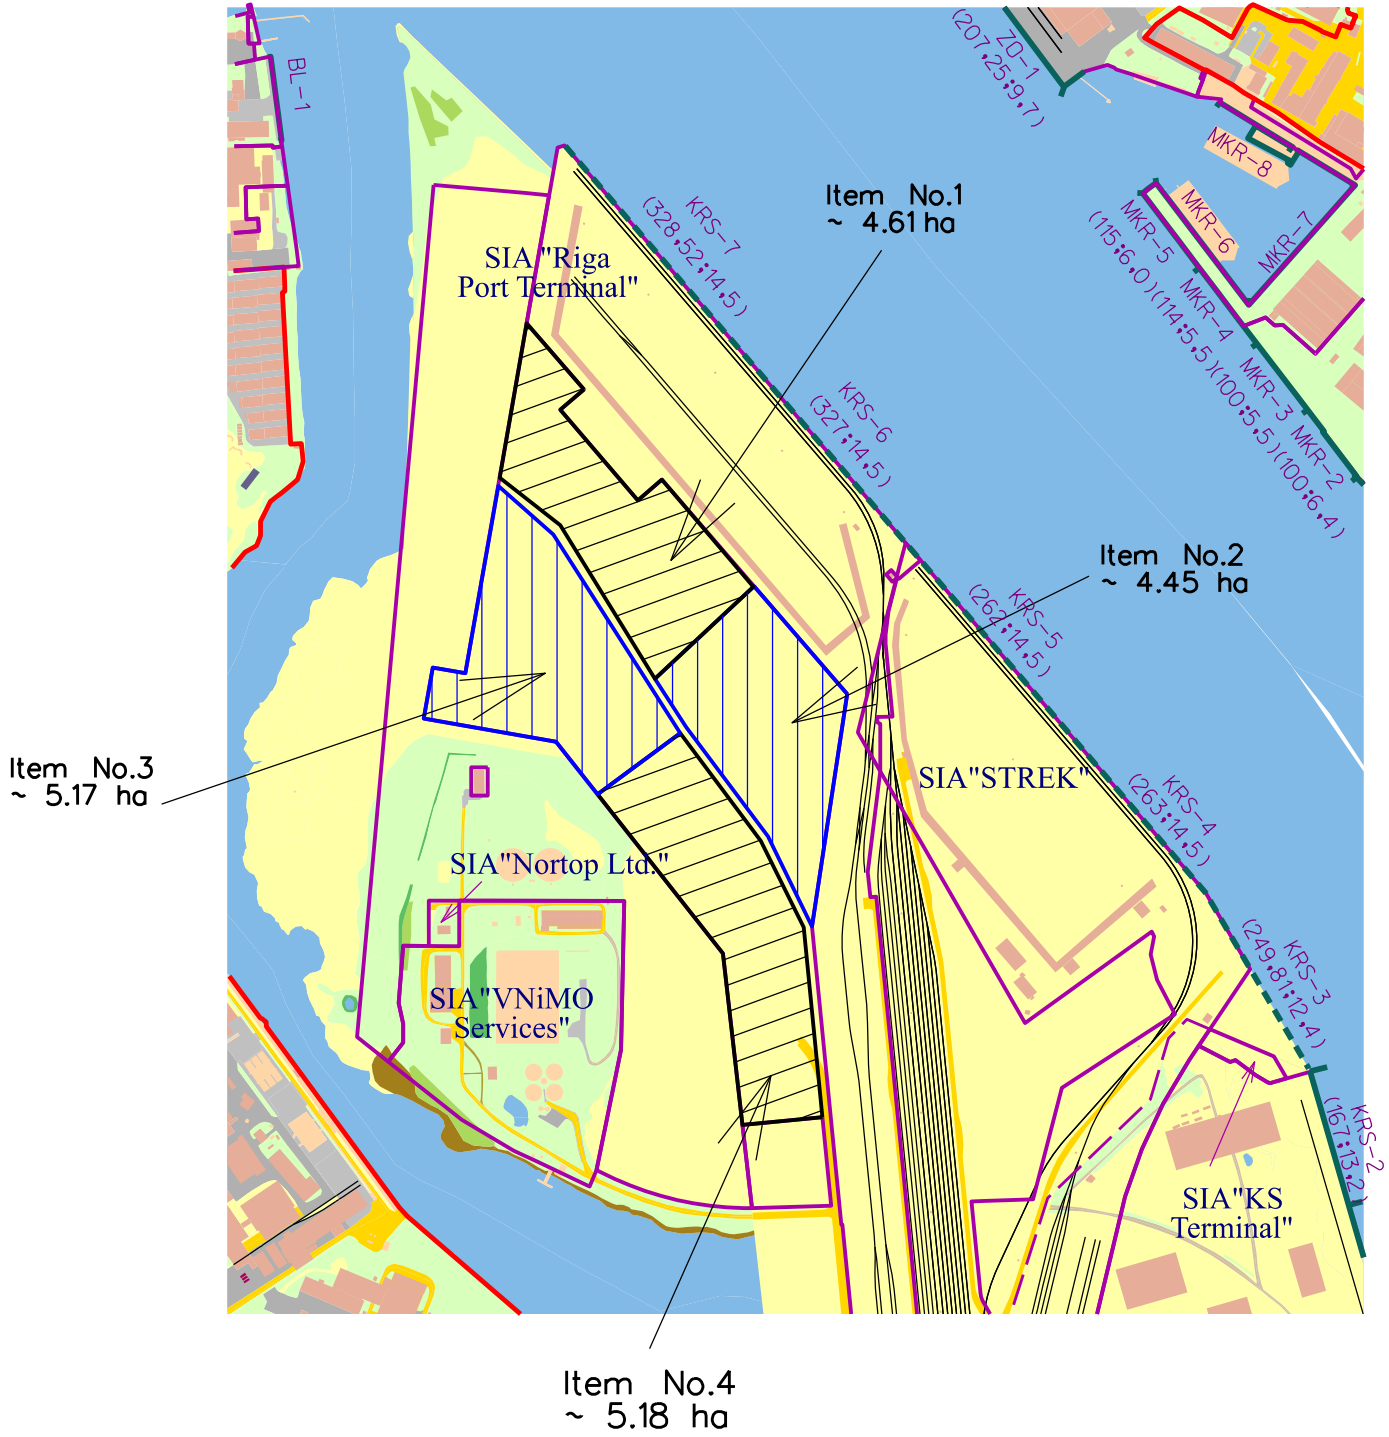 BL-1
ZO-1
(207,25;9,7)
MKR-8
MKR-6
MKR-7
MKR-5
(115;6,0)
MKR-4
(114;5,5)
MKR-3
(100;5,5)
MKR-2
(100;6,4)
Item No.1
~ 4.61 ha
KRS-7
(328,52;14,5)
SIA "Riga
Port Terminal"
KRS-6
(327;14,5)
Item No.2
~ 4.45 ha
KRS-5
(262;14,5)
Item No.3
~ 5.17 ha
SIA"STREK"
KRS-4
(263;14,5)
SIA"Nortop Ltd."
KRS-3
(249,81;12,4)
SIA"VNiMO
Services"
KRS-2
(167;13,2)
SIA"KS
Terminal"
Item No.4
~ 5.18 ha